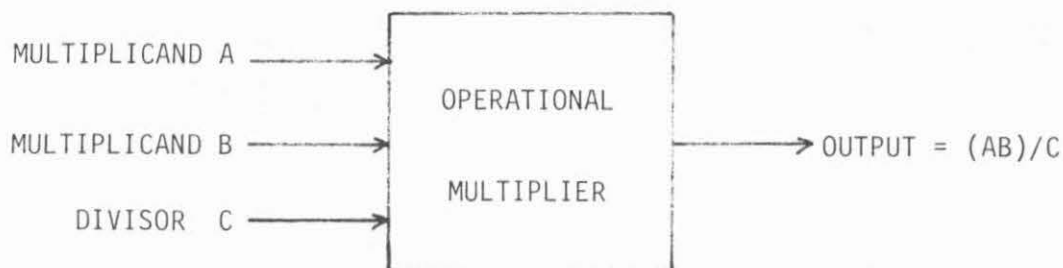 MULTIPLICAND A
OPERATIONAL
MULTIPLICAND B
OUTPUT = (AB)/C
MULTIPLIER
DIVISOR C